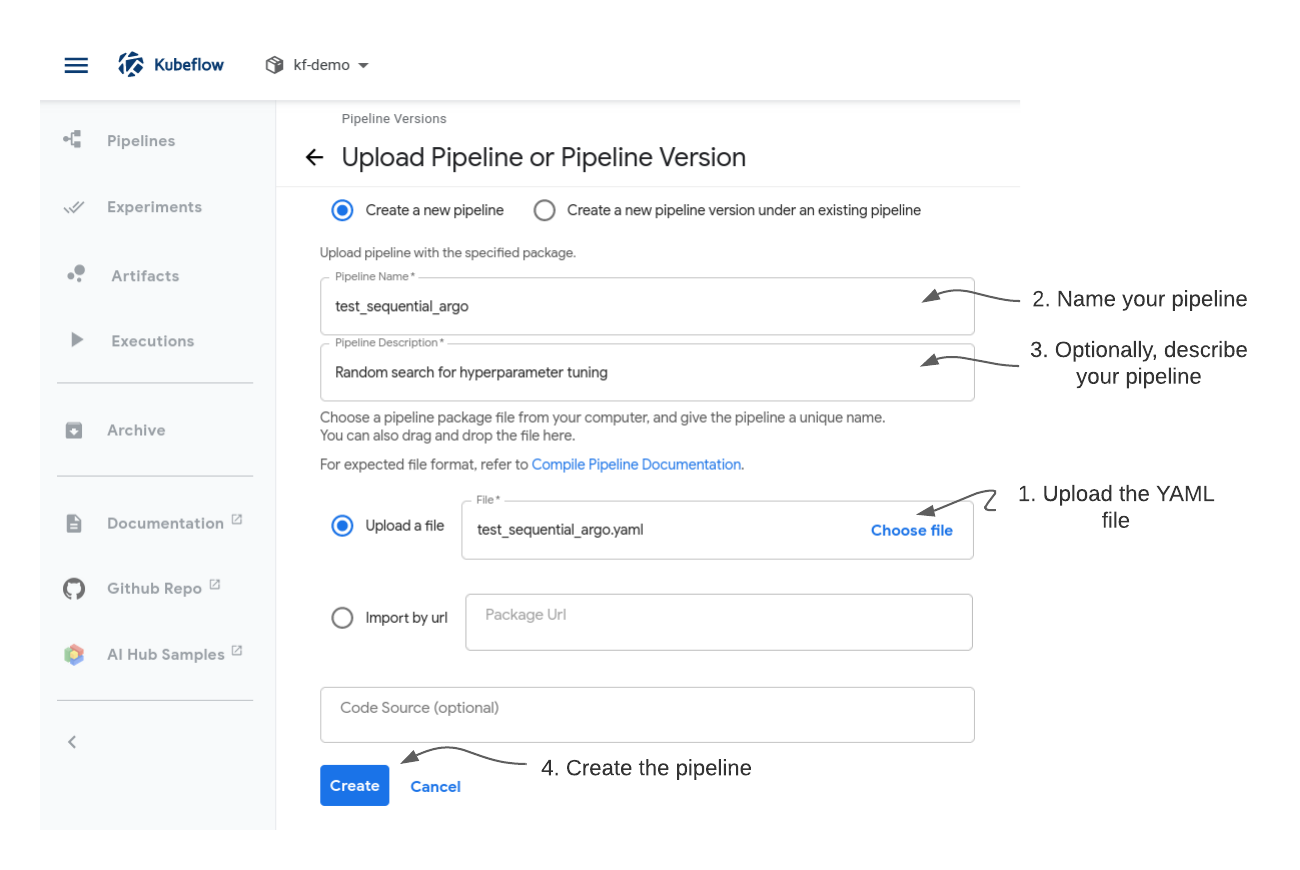 Kubeflow
kf-demo
Pipelines
Experiments
Artifacts
Executions
Archive
Documentation
Github Repo
AI Hub Samples
Pipeline Versions
Upload Pipeline or Pipeline Version
Create a new pipeline
Create a new pipeline version under an existing pipeline
Upload pipeline with the specified package.
Pipeline Name*
test_sequential_argo
2. Name your pipeline
Pipeline Description*
Random search for hyperparameter tuning
3. Optionally, describe
your pipeline
Choose a pipeline package file from your computer, and give the pipeline a unique name.
You can also drag and drop the file here.
For expected file format, refer to Compile Pipeline Documentation.
Upload a file
File*
test_sequential_argo.yaml
Choose file
1. Upload the YAML
file
Import by url
Package Url
Code Source (optional)
4. Create the pipeline
Create
Cancel